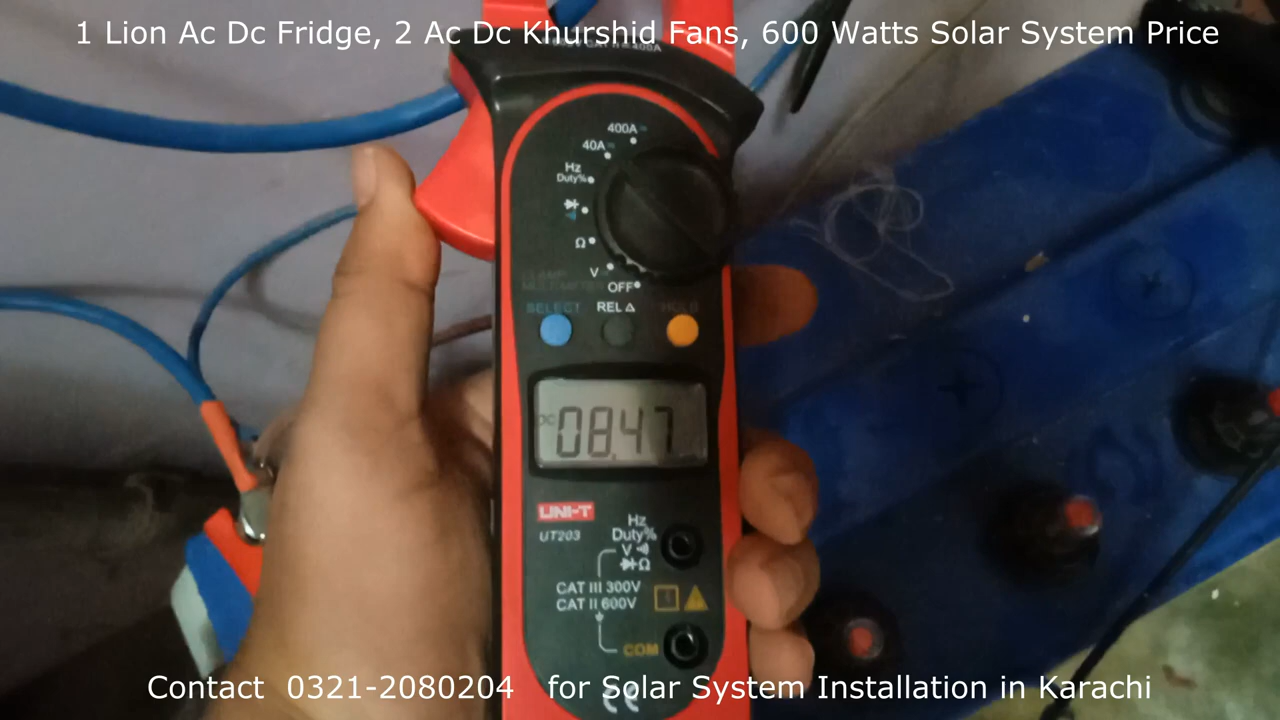 1 Lion Ac Dc Fridge, 2 Ac Dc Khurshid Fans, 600 Watts Solar System Price
400A
40A
Hz
Duty%
Ω
V
OFF
SELECT REL△ HOLD
DC 08.47
UNI-T
UT203
Hz
Duty%
V
Ω
CAT III 300V
CAT II 600V
COM
Contact 0321-2080204 for Solar System Installation in Karachi
CE